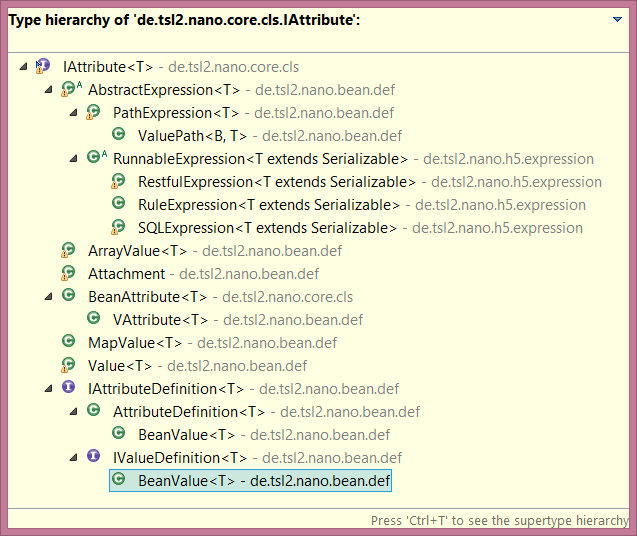 Type hierarchy of 'de.tsl2.nano.core.cls.IAttribute':
IAttribute<T> - de.tsl2.nano.core.cls
AbstractExpression<T> - de.tsl2.nano.bean.def
PathExpression<T> - de.tsl2.nano.bean.def
ValuePath<B, T> - de.tsl2.nano.bean.def
RunnableExpression<T extends Serializable> - de.tsl2.nano.h5.expression
RestfulExpression<T extends Serializable> - de.tsl2.nano.h5.expression
RuleExpression<T extends Serializable> - de.tsl2.nano.h5.expression
SQLExpression<T extends Serializable> - de.tsl2.nano.h5.expression
ArrayValue<T> - de.tsl2.nano.bean.def
Attachment - de.tsl2.nano.bean.def
BeanAttribute<T> - de.tsl2.nano.core.cls
VAttribute<T> - de.tsl2.nano.bean.def
MapValue<T> - de.tsl2.nano.bean.def
Value<T> - de.tsl2.nano.bean.def
IAttributeDefinition<T> - de.tsl2.nano.bean.def
AttributeDefinition<T> - de.tsl2.nano.bean.def
BeanValue<T> - de.tsl2.nano.bean.def
IValueDefinition<T> - de.tsl2.nano.bean.def
BeanValue<T> - de.tsl2.nano.bean.def
Press 'Ctrl+T' to see the supertype hierarchy